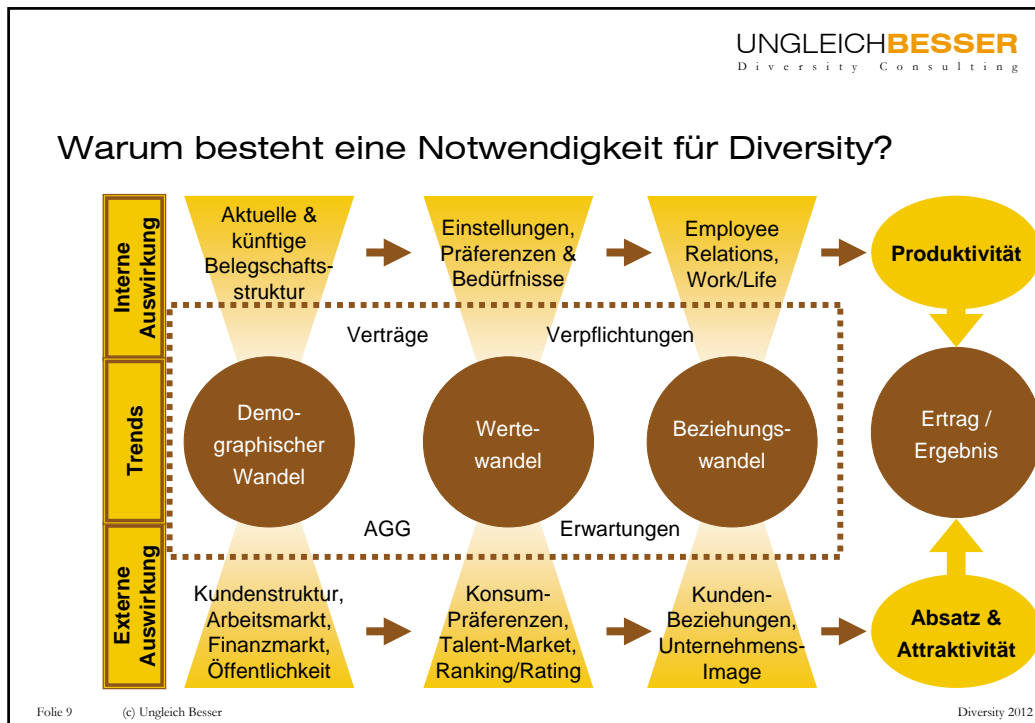 UNGLEICHBESSER
Diversity Consulting
Warum besteht eine Notwendigkeit für Diversity?
Interne
Auswirkung
Aktuelle &
künftige
Belegschafts-
struktur
Einstellungen,
Präferenzen &
Bedürfnisse
Employee
Relations,
Work/Life
Produktivität
Verträge
Verpflichtungen
Trends
Demo-
graphischer
Wandel
Werte-
wandel
Beziehungs-
wandel
Ertrag /
Ergebnis
AGG
Erwartungen
Externe
Auswirkung
Kundenstruktur,
Arbeitsmarkt,
Finanzmarkt,
Öffentlichkeit
Konsum-
Präferenzen,
Talent-Market,
Ranking/Rating
Kunden-
Beziehungen,
Unternehmens-
Image
Absatz &
Attraktivität
Folie 9
(c) Ungleich Besser
Diversity 2012